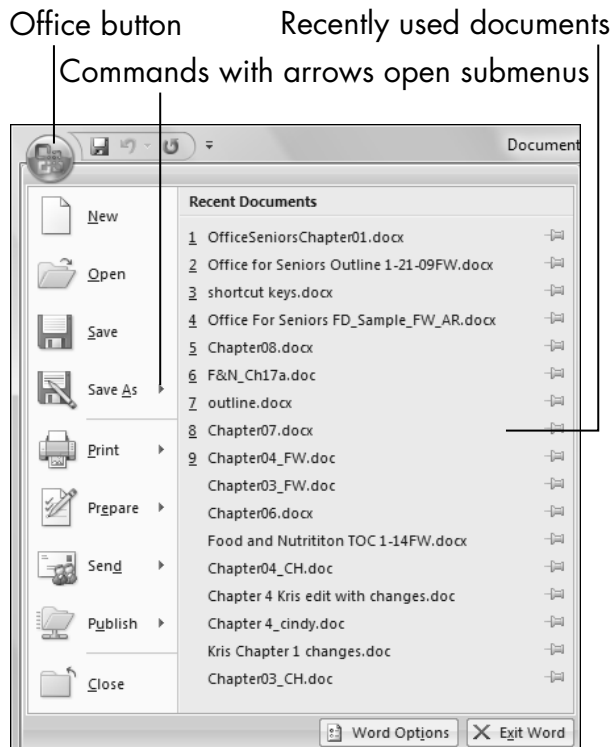 Office button
Recently used documents
Commands with arrows open submenus
Document
New
Open
Save
Save As
Print
Prepare
Send
Publish
Close
Recent Documents
1 OfficeSeniorsChapter01.docx
2 Office for Seniors Outline 1-21-09FW.docx
3 shortcut keys.docx
4 Office For Seniors FD_Sample_FW_AR.docx
5 Chapter08.docx
6 F&N_Ch17a.doc
7 outline.docx
8 Chapter07.docx
9 Chapter04_FW.doc
Chapter03_FW.doc
Chapter06.docx
Food and Nutrititon TOC 1-14FW.docx
Chapter04_CH.doc
Chapter 4 Kris edit with changes.doc
Chapter 4_cindy.doc
Kris Chapter 1 changes.doc
Chapter03_CH.doc
Word Options
Exit Word